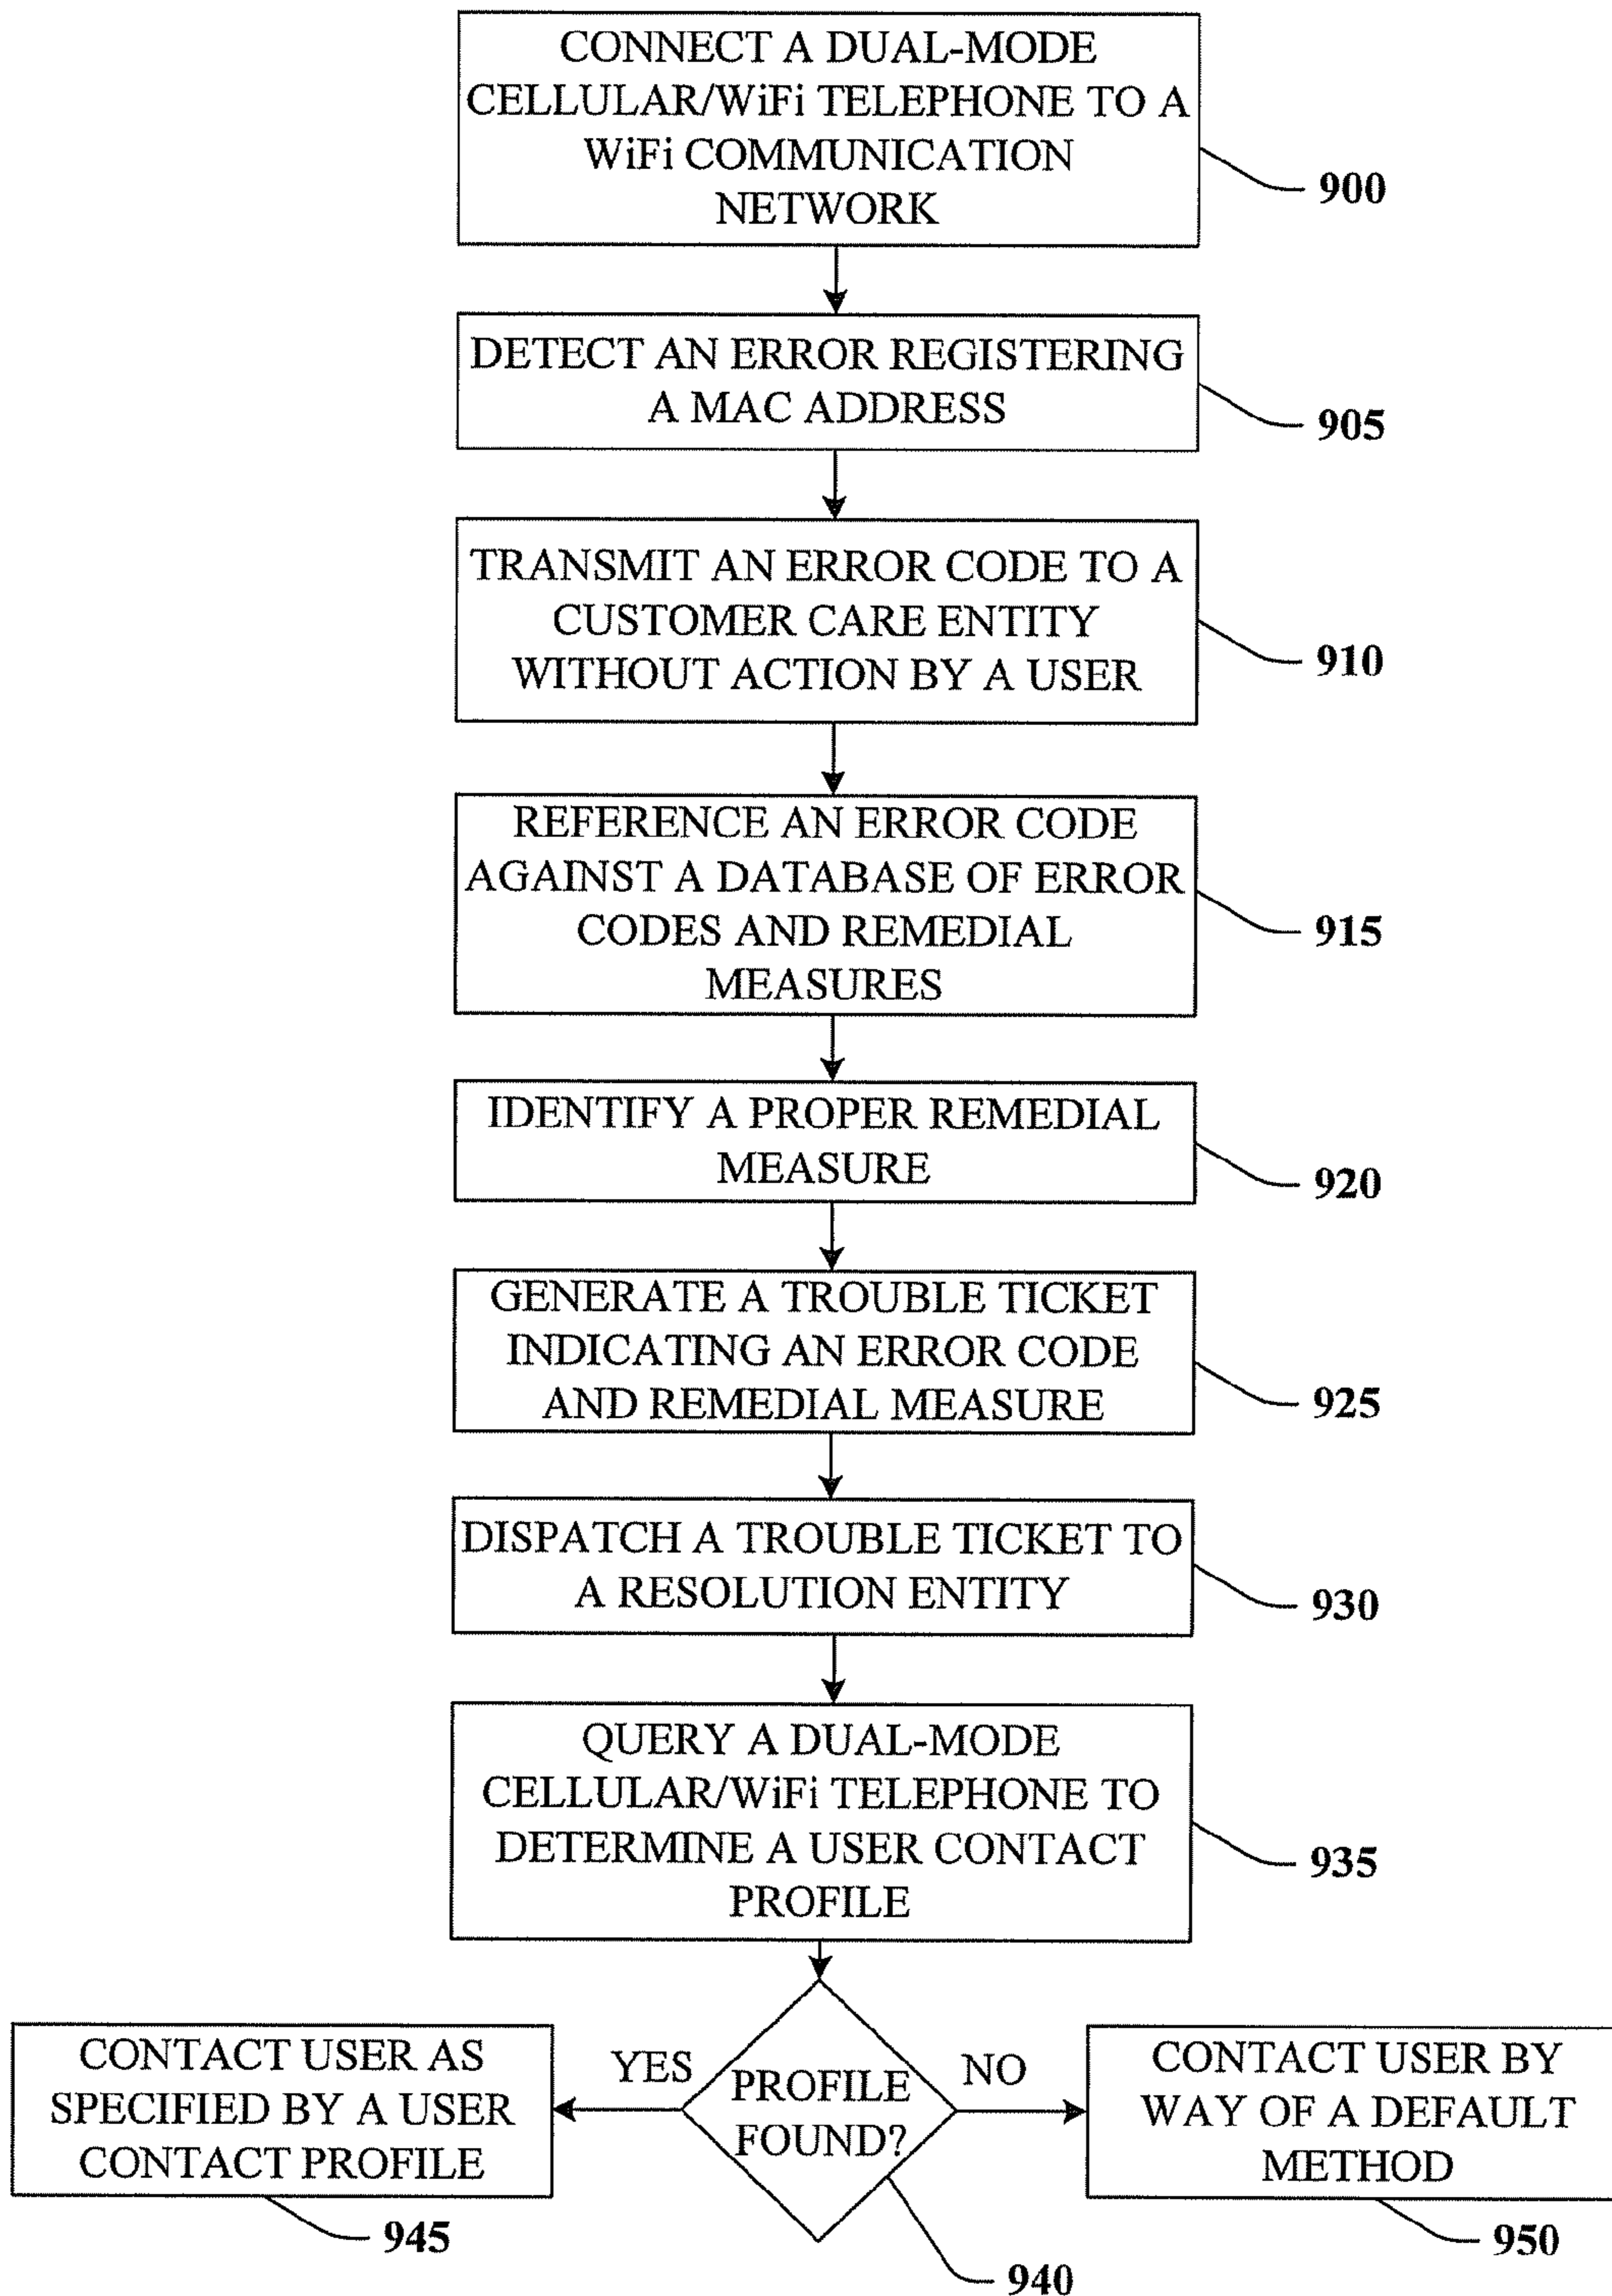 CONNECT A DUAL-MODE
CELLULAR/WiFi TELEPHONE TO A
WiFi COMMUNICATION
NETWORK
900
DETECT AN ERROR REGISTERING
A MAC ADDRESS
905
TRANSMIT AN ERROR CODE TO A
CUSTOMER CARE ENTITY
WITHOUT ACTION BY A USER
910
REFERENCE AN ERROR CODE
AGAINST A DATABASE OF ERROR
CODES AND REMEDIAL
MEASURES
915
IDENTIFY A PROPER REMEDIAL
MEASURE
920
GENERATE A TROUBLE TICKET
INDICATING AN ERROR CODE
AND REMEDIAL MEASURE
925
DISPATCH A TROUBLE TICKET TO
A RESOLUTION ENTITY
930
QUERY A DUAL-MODE
CELLULAR/WiFi TELEPHONE TO
DETERMINE A USER CONTACT
PROFILE
935
PROFILE
FOUND?
940
YES
CONTACT USER AS
SPECIFIED BY A USER
CONTACT PROFILE
945
NO
CONTACT USER BY
WAY OF A DEFAULT
METHOD
950